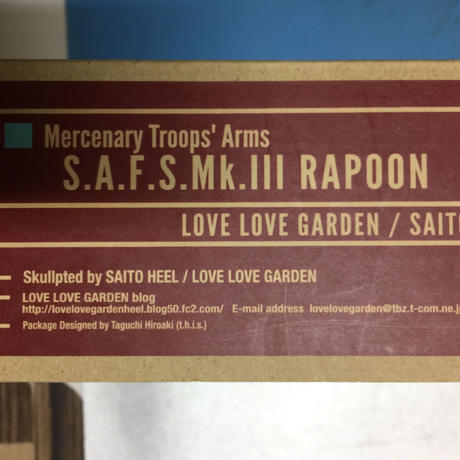 Mercenary Troops' Arms
S.A.F.S.Mk.III RAPOON
LOVE LOVE GARDEN / SAITO
Skullpted by SAITO HEEL / LOVE LOVE GARDEN
LOVE LOVE GARDEN blog
http://lovelovegardenheel.blog50.fc2.com/ E-mail address lovelovegarden@tbz.t-com.ne.j
Package Designed by Taguchi Hiroaki (t.h.i.s.)